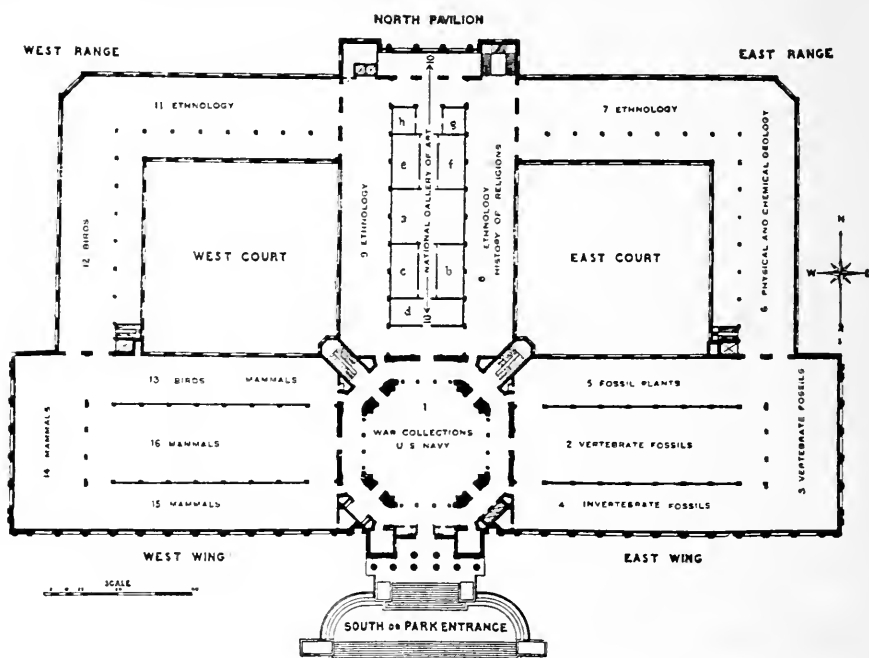 NORTH PAVILION
WEST RANGE
EAST RANGE
11 ETHNOLOGY
7 ETHNOLOGY
12 BIRDS
WEST COURT
9 ETHNOLOGY
10
NATIONAL GALLERY OF ART
10
h
g
e
f
3
c
b
d
8 ETHNOLOGY
HISTORY OF RELIGIONS
EAST COURT
6 PHYSICAL AND CHEMICAL GEOLOGY
N
W
E
S
13 BIRDS MAMMALS
14 MAMMALS
16 MAMMALS
15 MAMMALS
1
WAR COLLECTIONS
U S NAVY
5 FOSSIL PLANTS
2 VERTEBRATE FOSSILS
3 VERTEBRATE FOSSILS
4 INVERTEBRATE FOSSILS
WEST WING
EAST WING
SCALE
SOUTH OR PARK ENTRANCE